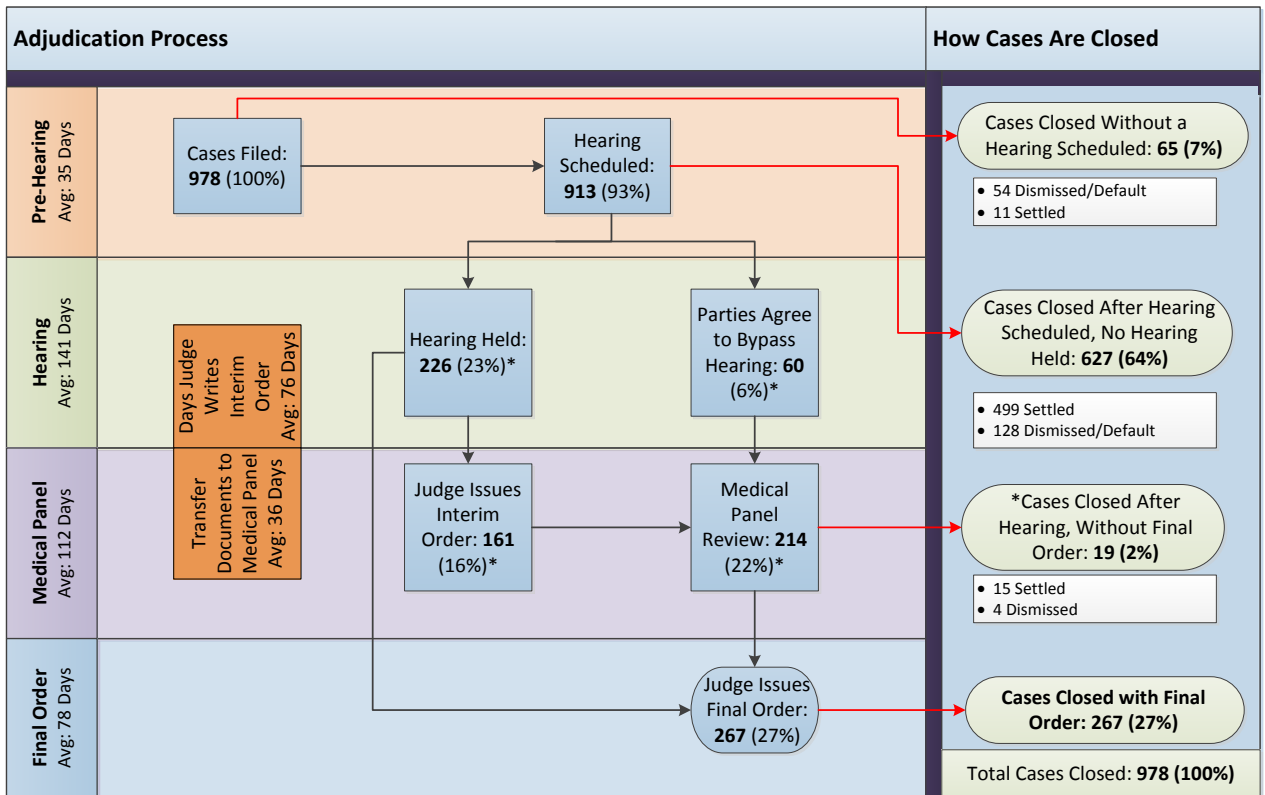 Adjudication Process
How Cases Are Closed
Pre-Hearing
Avg: 35 Days
Cases Filed:
978 (100%)
Hearing
Scheduled:
913 (93%)
Cases Closed Without a
Hearing Scheduled: 65 (7%)
• 54 Dismissed/Default
• 11 Settled
Hearing
Avg: 141 Days
Days Judge
Writes
Interim
Order
Avg: 76 Days
Hearing Held:
226 (23%)*
Parties Agree
to Bypass
Hearing: 60
(6%)*
Cases Closed After Hearing
Scheduled, No Hearing
Held: 627 (64%)
• 499 Settled
• 128 Dismissed/Default
Medical Panel
Avg: 112 Days
Transfer
Documents to
Medical Panel
Avg: 36 Days
Judge Issues
Interim
Order: 161
(16%)*
Medical
Panel
Review: 214
(22%)*
*Cases Closed After
Hearing, Without Final
Order: 19 (2%)
• 15 Settled
• 4 Dismissed
Final Order
Avg: 78 Days
Judge Issues
Final Order:
267 (27%)
Cases Closed with Final
Order: 267 (27%)
Total Cases Closed: 978 (100%)